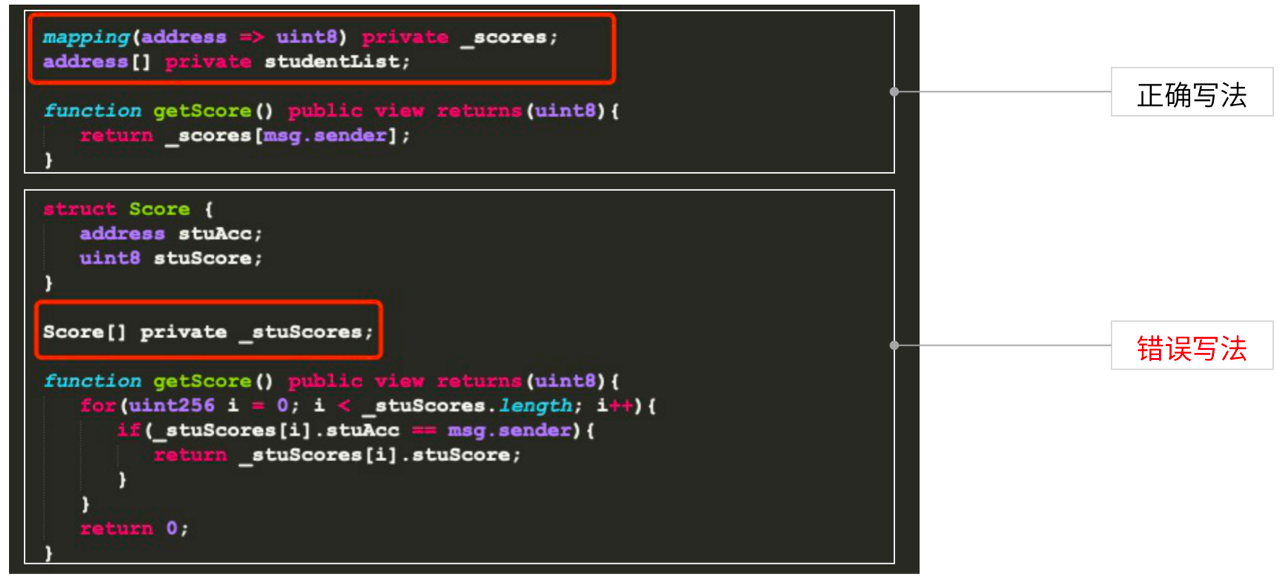 mapping(address => uint8) private _scores;
address[] private studentList;
function getScore() public view returns(uint8){
return _scores[msg.sender];
}
正确写法
struct Score {
address stuAcc;
uint8 stuScore;
}
Score[] private _stuScores;
function getScore() public view returns(uint8){
for(uint256 i = 0; i < _stuScores.length; i++){
if(_stuScores[i].stuAcc == msg.sender){
return _stuScores[i].stuScore;
}
}
return 0;
}
错误写法